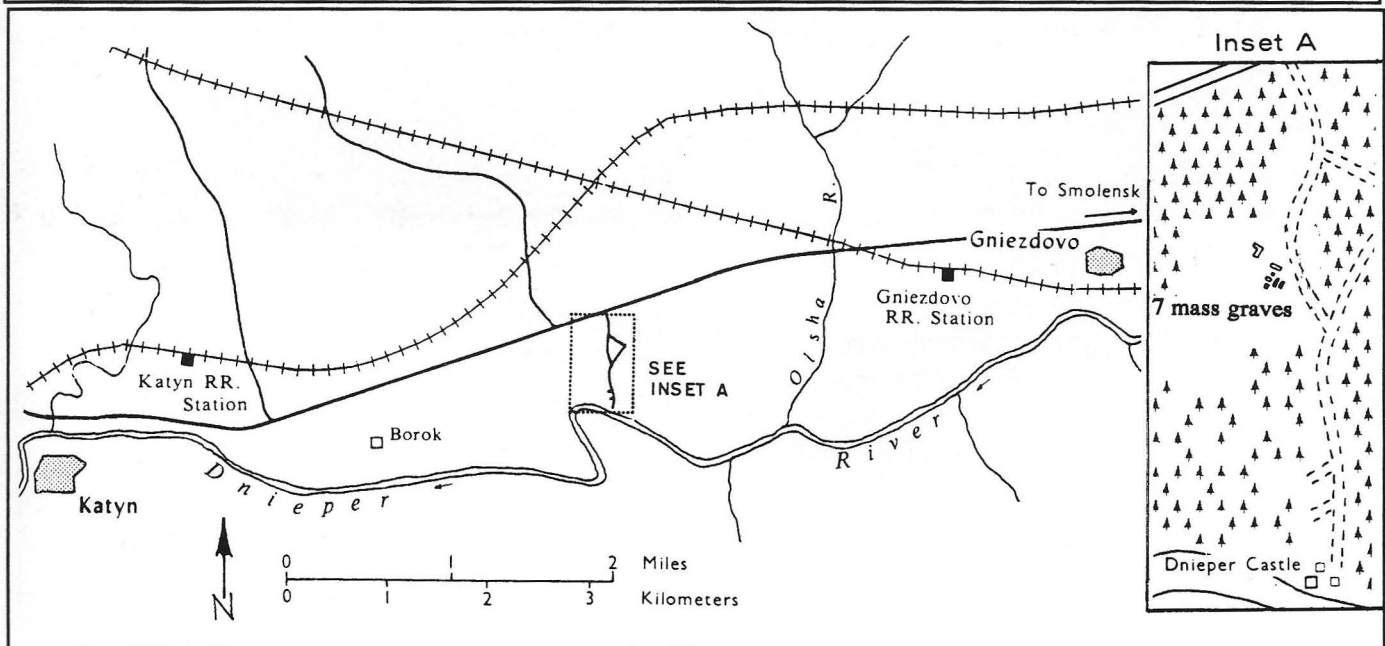 Inset A
To Smolensk
Gniezdovo
Gniezdovo
RR. Station
7 mass graves
Olsha R.
SEE
INSET A
Katyn RR.
Station
Borok
Dnieper River
Katyn
Dnieper Castle
0 2 Miles
0 1 2 3 Kilometers
N